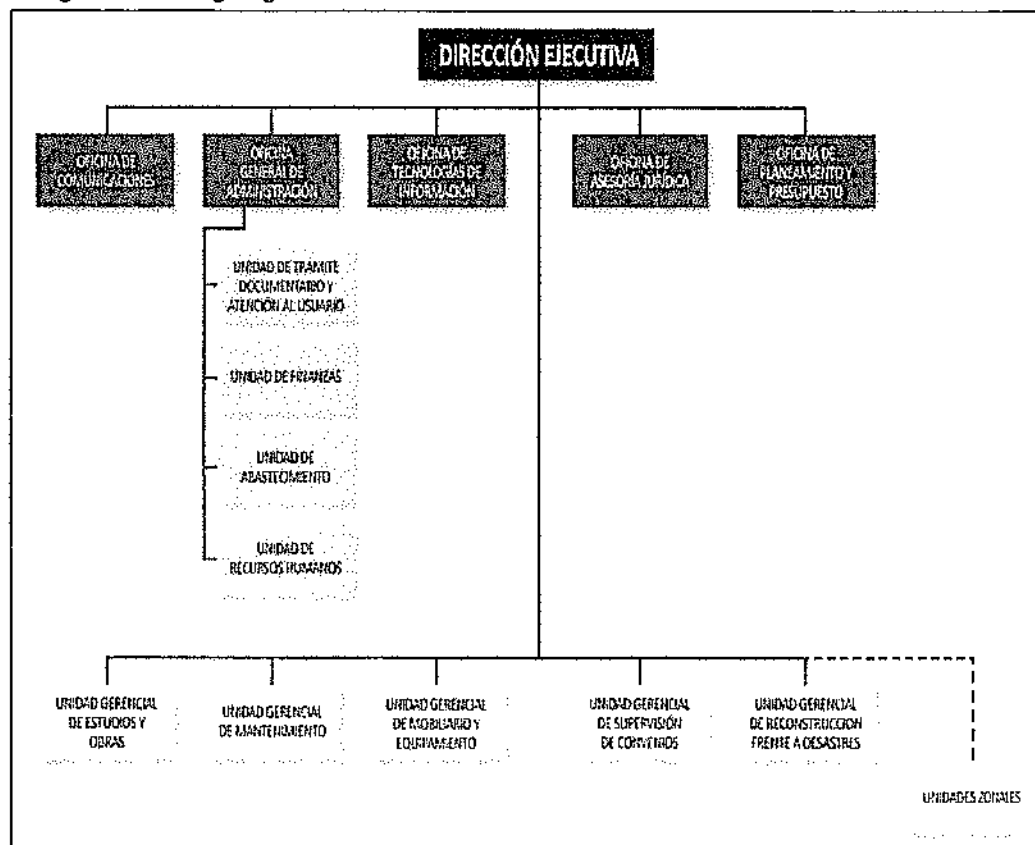 DIRECCIÓN EJECUTIVA
OFICINA DE
COMUNICACIONES
OFICINA
GENERAL DE
ADMINISTRACIÓN
OFICINA DE
TECNOLOGÍAS DE
INFORMACIÓN
OFICINA DE
ASESORÍA JURÍDICA
OFICINA DE
PLANEAMIENTO Y
PRESUPUESTO
UNIDAD DE TRÁMITE
DOCUMENTARIO Y
ATENCIÓN AL USUARIO
UNIDAD DE FINANZAS
UNIDAD DE
ABASTECIMIENTO
UNIDAD DE
RECURSOS HUMANOS
UNIDAD GERENCIAL
DE ESTUDIOS Y
OBRAS
UNIDAD GERENCIAL
DE MANTENIMIENTO
UNIDAD GERENCIAL
DE MOBILIARIO Y
EQUIPAMIENTO
UNIDAD GERENCIAL
DE SUPERVISIÓN
DE CONVENIOS
UNIDAD GERENCIAL
DE RECONSTRUCCION
FRENTE A DESASTRES
UNIDADES ZONALES